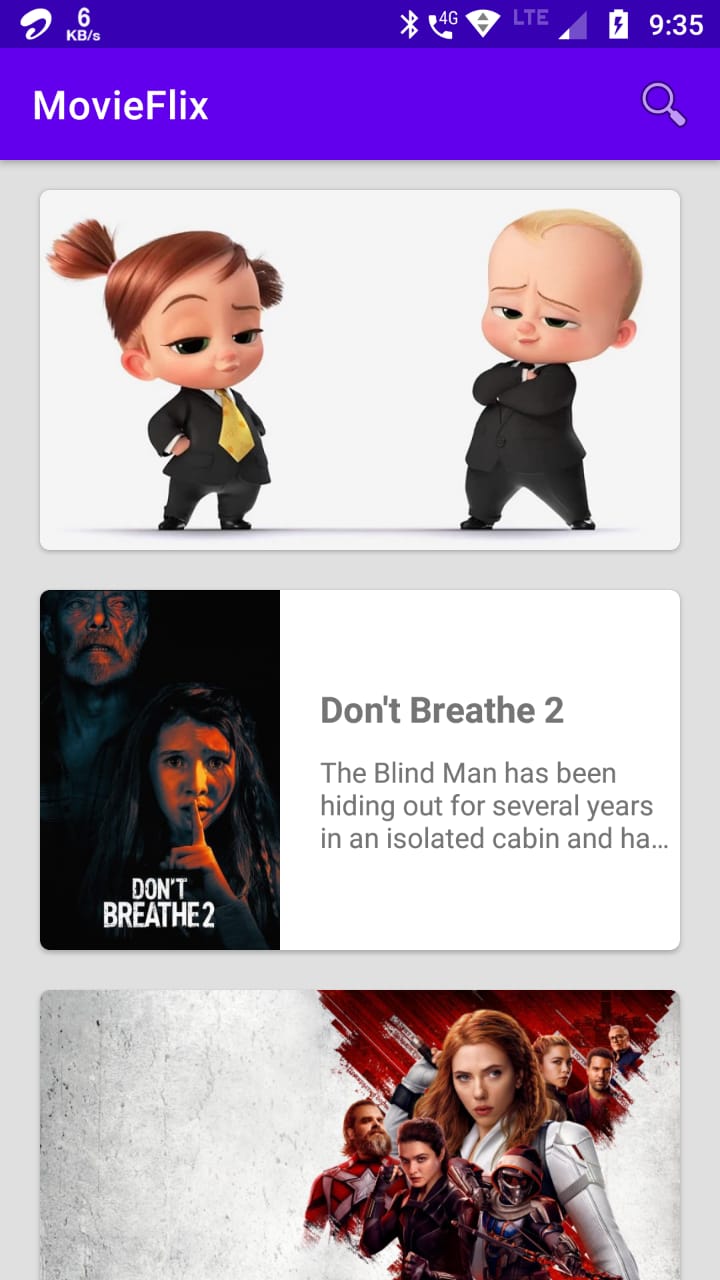 6
KB/s
4G
LTE
9:35
MovieFlix
Don't Breathe 2
The Blind Man has been
hiding out for several years
in an isolated cabin and ha...
DON'T
BREATHE 2